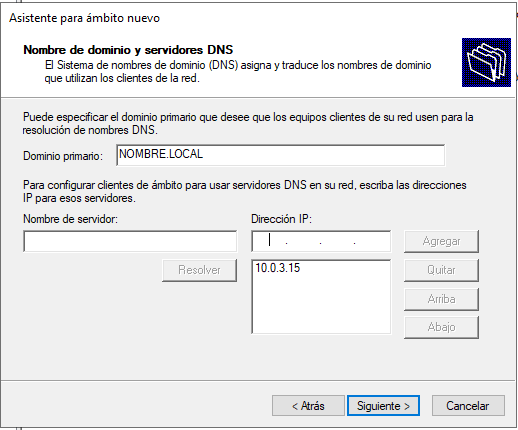 Asistente para ámbito nuevo
Nombre de dominio y servidores DNS
El Sistema de nombres de dominio (DNS) asigna y traduce los nombres de dominio
que utilizan los clientes de la red.
Puede especificar el dominio primario que desee que los equipos clientes de su red usen para la
resolución de nombres DNS.
Dominio primario: NOMBRE.LOCAL
Para configurar clientes de ámbito para usar servidores DNS en su red, escriba las direcciones
IP para esos servidores.
Nombre de servidor: Dirección IP:
. . . Agregar
Resolver 10.0.3.15 Quitar
Arriba
Abajo
< Atrás Siguiente > Cancelar